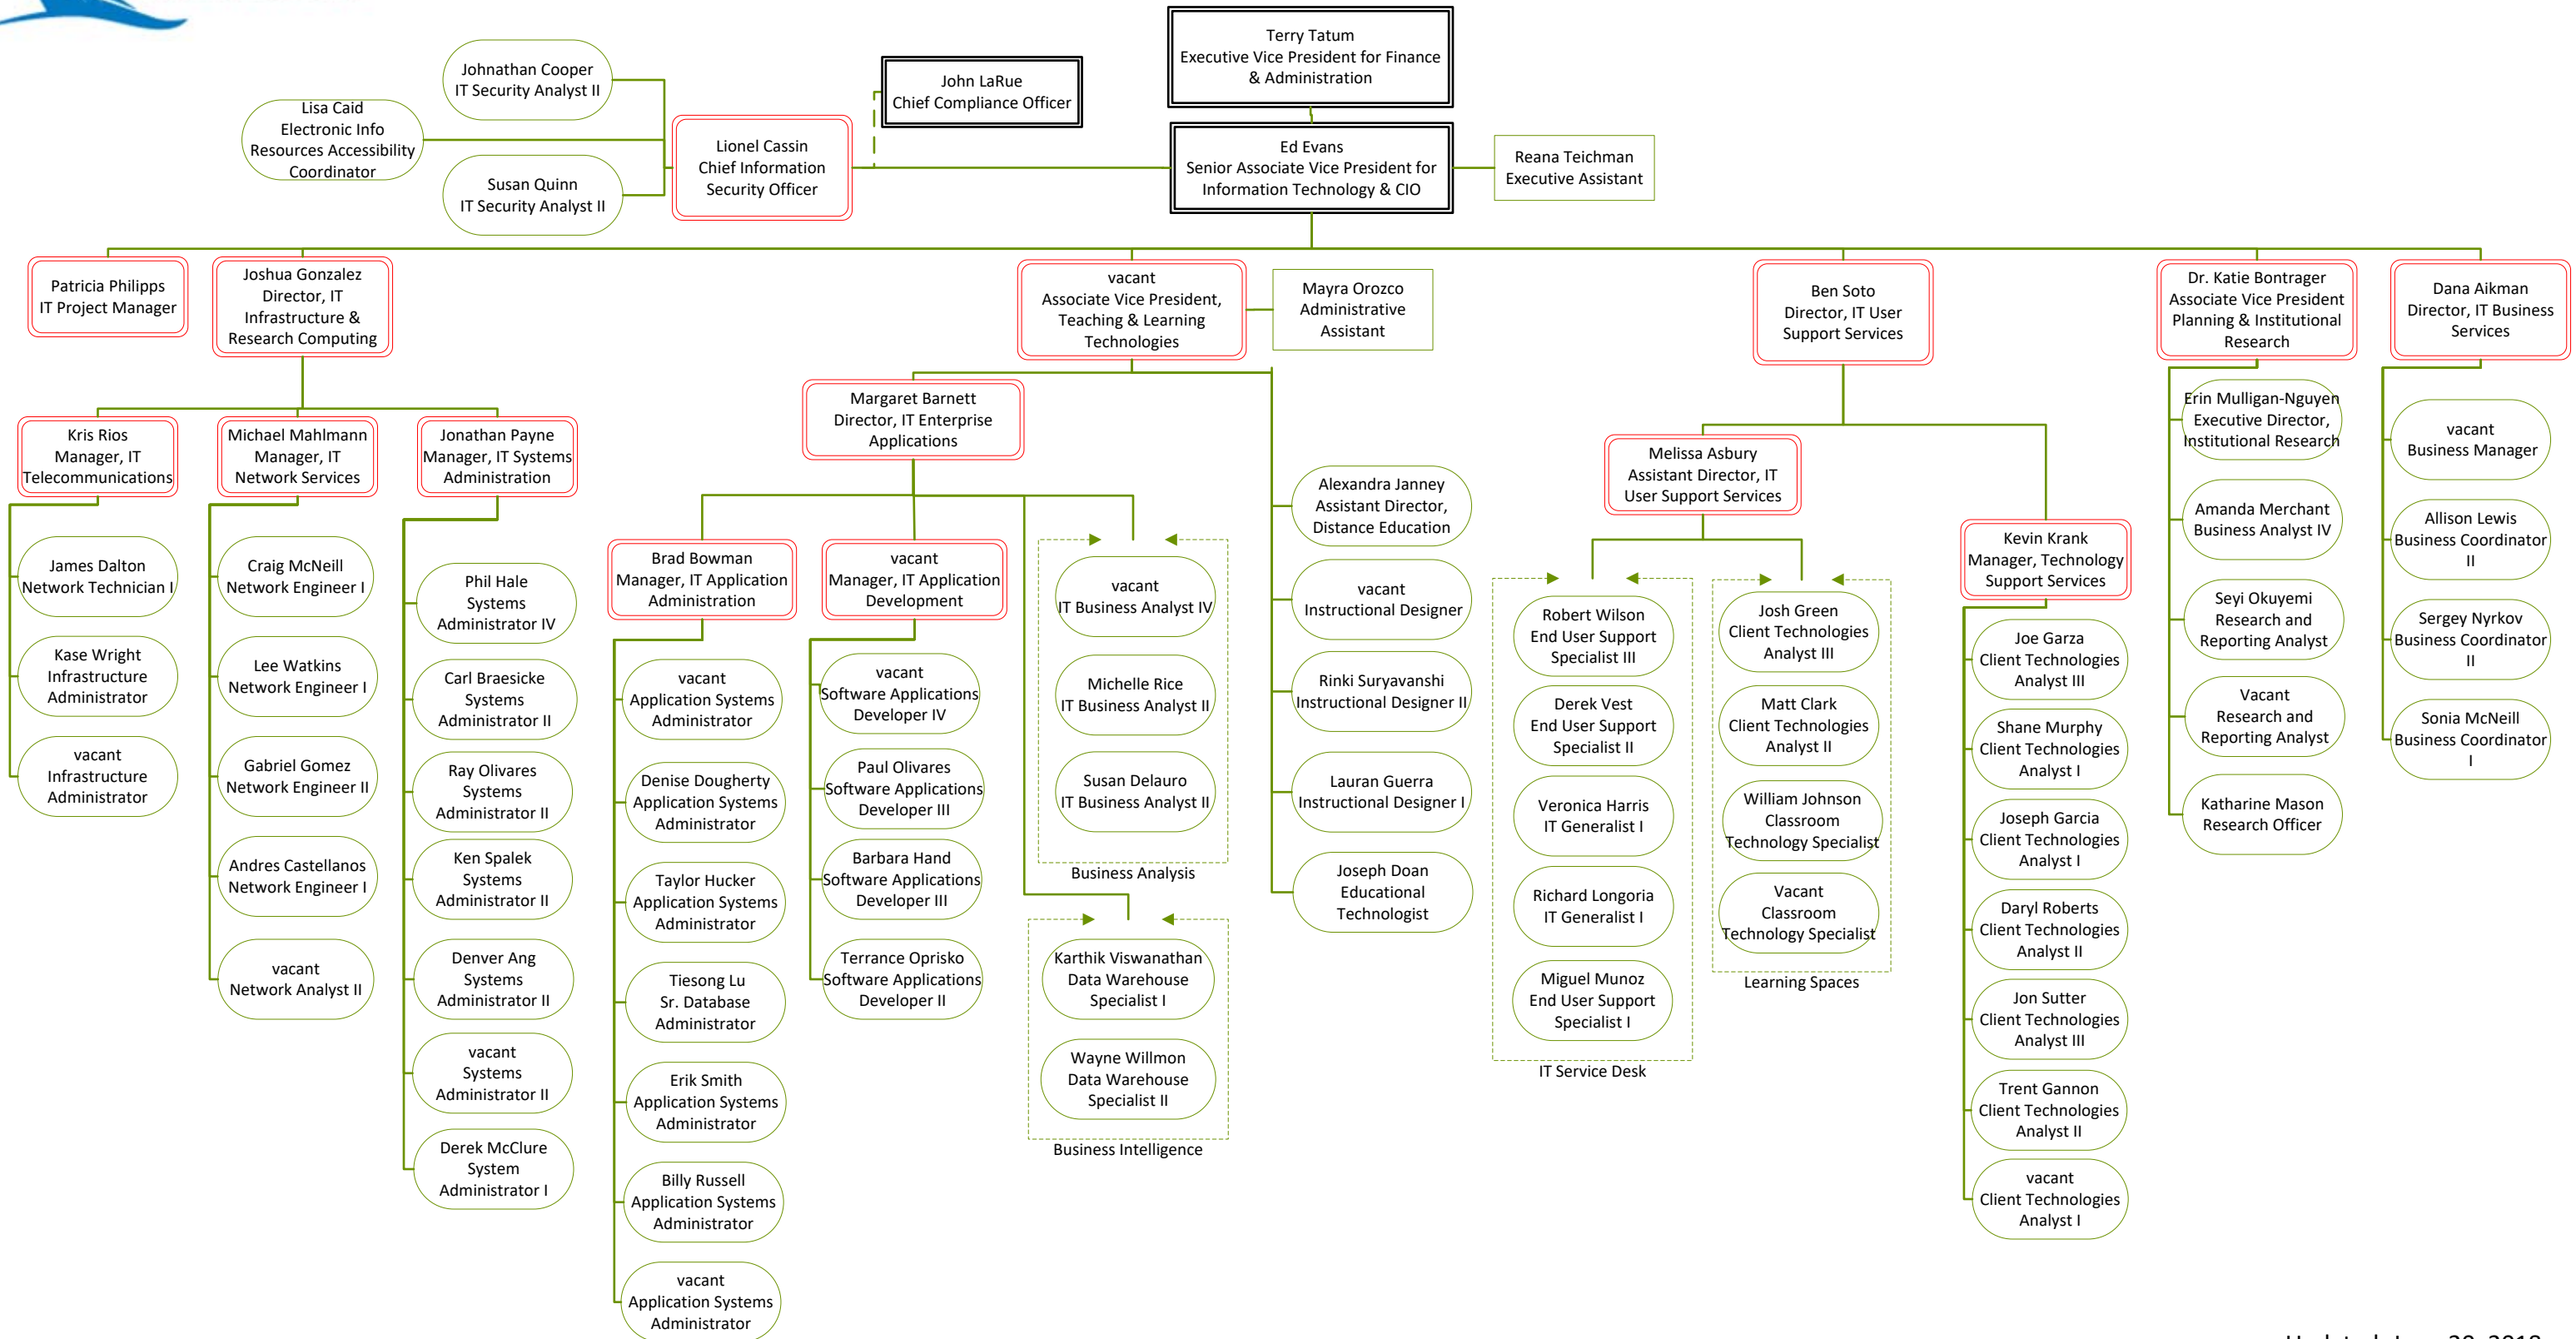 Terry Tatum
Executive Vice President for Finance
& Administration
Johnathan Cooper
IT Security Analyst II
John LaRue
Chief Compliance Officer
Lisa Caid
Electronic Info
Resources Accessibility
Coordinator
Lionel Cassin
Chief Information
Security Officer
Ed Evans
Senior Associate Vice President for
Information Technology & CIO
Reana Teichman
Executive Assistant
Susan Quinn
IT Security Analyst II
Patricia Philipps
IT Project Manager
Joshua Gonzalez
Director, IT
Infrastructure &
Research Computing
vacant
Associate Vice President,
Teaching & Learning
Technologies
Mayra Orozco
Administrative
Assistant
Ben Soto
Director, IT User
Support Services
Dr. Katie Bontrager
Associate Vice President
Planning & Institutional
Research
Dana Aikman
Director, IT Business
Services
Kris Rios
Manager, IT
Telecommunications
James Dalton
Network Technician I
Kase Wright
Infrastructure
Administrator
vacant
Infrastructure
Administrator
Michael Mahlmann
Manager, IT
Network Services
Craig McNeill
Network Engineer I
Lee Watkins
Network Engineer I
Gabriel Gomez
Network Engineer II
Andres Castellanos
Network Engineer I
vacant
Network Analyst II
Jonathan Payne
Manager, IT Systems
Administration
Phil Hale
Systems
Administrator IV
Carl Braesicke
Systems
Administrator II
Ray Olivares
Systems
Administrator II
Ken Spalek
Systems
Administrator II
Denver Ang
Systems
Administrator II
vacant
Systems
Administrator II
Derek McClure
System
Administrator I
Margaret Barnett
Director, IT Enterprise
Applications
Brad Bowman
Manager, IT Application
Administration
vacant
Application Systems
Administrator
Denise Dougherty
Application Systems
Administrator
Taylor Hucker
Application Systems
Administrator
Tiesong Lu
Sr. Database
Administrator
Erik Smith
Application Systems
Administrator
Billy Russell
Application Systems
Administrator
vacant
Application Systems
Administrator
vacant
Manager, IT Application
Development
vacant
Software Applications
Developer IV
Paul Olivares
Software Applications
Developer III
Barbara Hand
Software Applications
Developer III
Terrance Oprisko
Software Applications
Developer II
vacant
IT Business Analyst IV
Michelle Rice
IT Business Analyst II
Susan Delauro
IT Business Analyst II
Business Analysis
Karthik Viswanathan
Data Warehouse
Specialist I
Wayne Willmon
Data Warehouse
Specialist II
Business Intelligence
Alexandra Janney
Assistant Director,
Distance Education
vacant
Instructional Designer
Rinki Suryavanshi
Instructional Designer II
Lauran Guerra
Instructional Designer I
Joseph Doan
Educational
Technologist
Melissa Asbury
Assistant Director, IT
User Support Services
Robert Wilson
End User Support
Specialist III
Derek Vest
End User Support
Specialist II
Veronica Harris
IT Generalist I
Richard Longoria
IT Generalist I
Miguel Munoz
End User Support
Specialist I
IT Service Desk
Josh Green
Client Technologies
Analyst III
Matt Clark
Client Technologies
Analyst II
William Johnson
Classroom
Technology Specialist
Vacant
Classroom
Technology Specialist
Learning Spaces
Kevin Krank
Manager, Technology
Support Services
Joe Garza
Client Technologies
Analyst III
Shane Murphy
Client Technologies
Analyst I
Joseph Garcia
Client Technologies
Analyst I
Daryl Roberts
Client Technologies
Analyst II
Jon Sutter
Client Technologies
Analyst III
Trent Gannon
Client Technologies
Analyst II
vacant
Client Technologies
Analyst I
Erin Mulligan-Nguyen
Executive Director,
Institutional Research
Amanda Merchant
Business Analyst IV
Seyi Okuyemi
Research and
Reporting Analyst
Vacant
Research and
Reporting Analyst
Katharine Mason
Research Officer
vacant
Business Manager
Allison Lewis
Business Coordinator
II
Sergey Nyrkov
Business Coordinator
II
Sonia McNeill
Business Coordinator
I